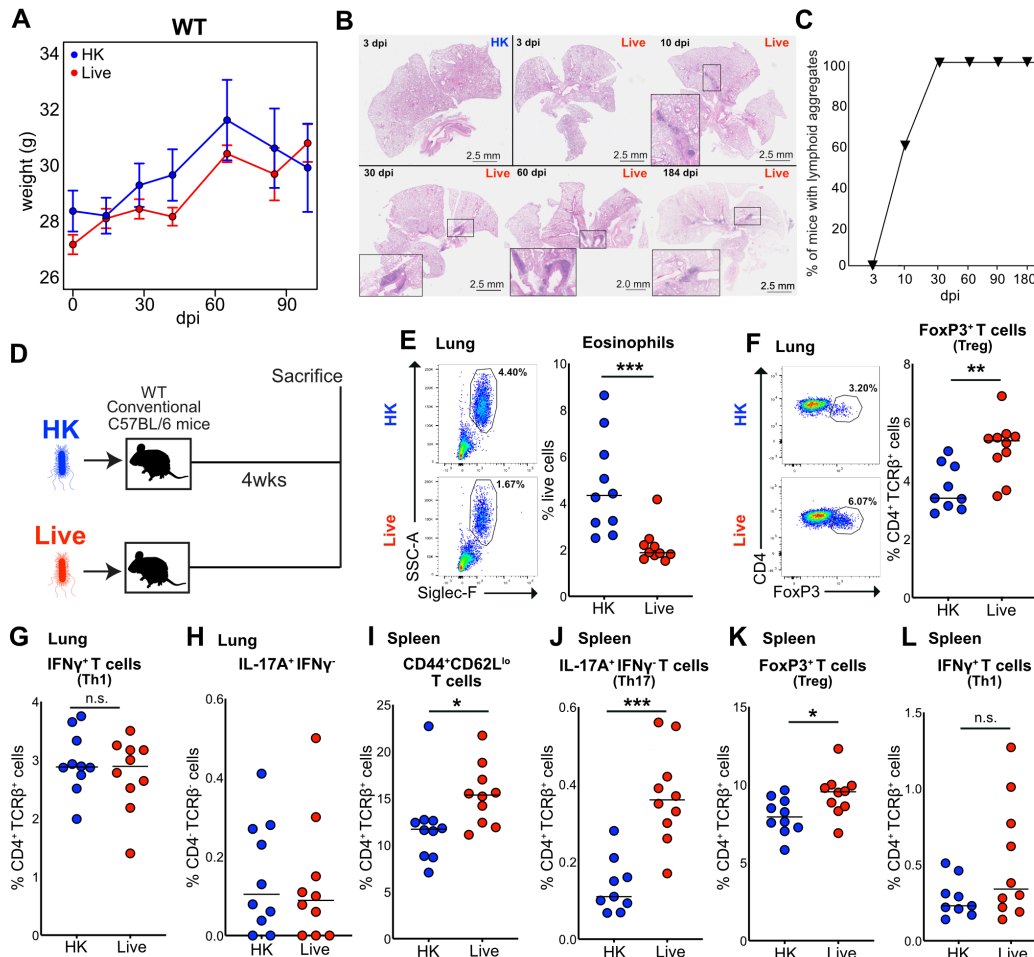 A
WT
HK
Live
weight (g)
34
32
30
28
26
0
30
60
90
dpi
B
3 dpi
HK
2.5 mm
3 dpi
Live
2.5 mm
10 dpi
Live
2.5 mm
30 dpi
Live
2.5 mm
60 dpi
Live
2.0 mm
184 dpi
Live
2.5 mm
C
% of mice with lymphoid aggregates
100
80
60
40
20
0
3
10
30
60
90
180
dpi
D
Sacrifice
WT
Conventional
C57BL/6 mice
HK
4wks
Live
E
Lung
Eosinophils
HK
4.40%
Live
1.67%
SSC-A
Siglec-F
***
% live cells
10
8
6
4
2
0
HK
Live
F
Lung
FoxP3⁺ T cells
(Treg)
HK
3.20%
Live
6.07%
CD4
FoxP3
**
% CD4⁺ TCRβ⁺ cells
8
6
4
2
0
HK
Live
G
Lung
IFNγ⁺ T cells
(Th1)
n.s.
% CD4⁺ TCRβ⁺ cells
4
3
2
1
0
HK
Live
H
Lung
IL-17A⁺ IFNγ⁻
% CD4⁻ TCRβ⁻ cells
0.6
0.4
0.2
0.0
HK
Live
I
Spleen
CD44⁺CD62Lˡᵒ
T cells
*
% CD4⁺ TCRβ⁺ cells
25
20
15
10
5
0
HK
Live
J
Spleen
IL-17A⁺ IFNγ⁻ T cells
(Th17)
***
% CD4⁺ TCRβ⁺ cells
0.6
0.4
0.2
0.0
HK
Live
K
Spleen
FoxP3⁺ T cells
(Treg)
*
% CD4⁺ TCRβ⁺ cells
15
10
5
0
HK
Live
L
Spleen
IFNγ⁺ T cells
(Th1)
n.s.
% CD4⁺ TCRβ⁺ cells
1.5
1.0
0.5
0.0
HK
Live